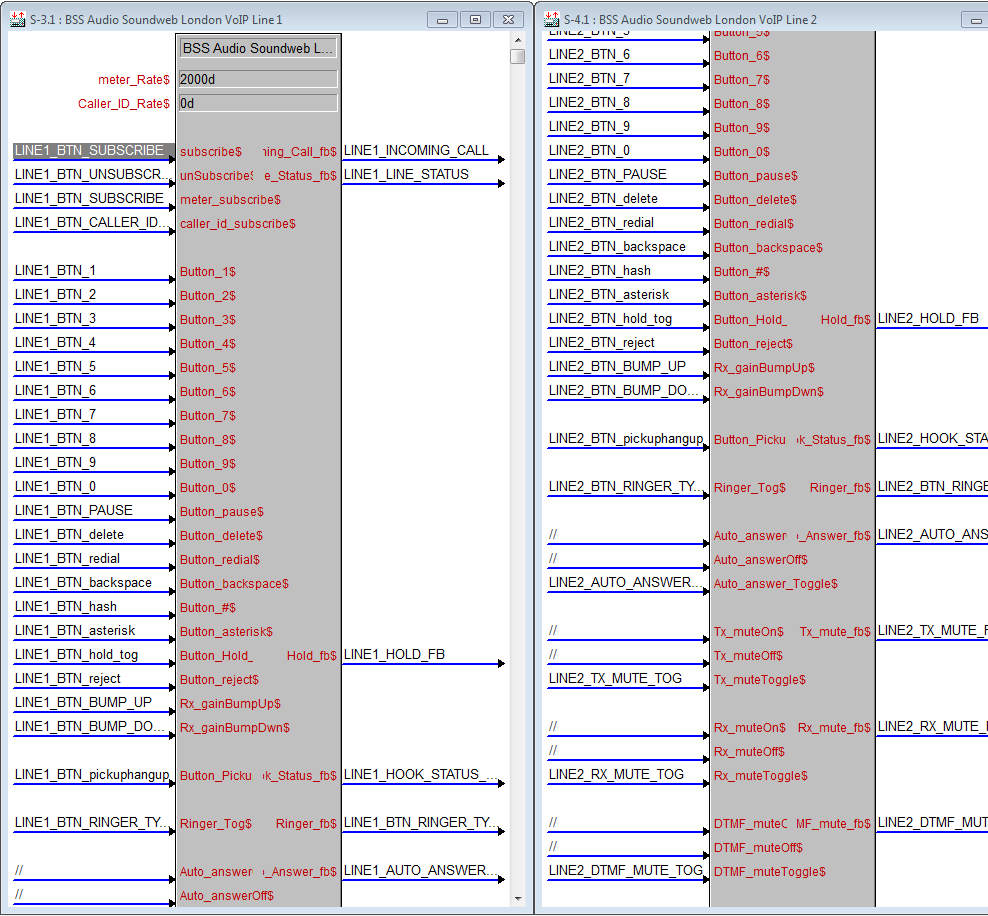 S-3.1 : BSS Audio Soundweb London VoIP Line 1
BSS Audio Soundweb L...
meter_Rate$ 2000d
Caller_ID_Rate$ 0d
LINE1_BTN_SUBSCRIBE subscribe$ ning_Call_fb$ LINE1_INCOMING_CALL
LINE1_BTN_UNSUBSCR... unSubscribe$ e_Status_fb$ LINE1_LINE_STATUS
LINE1_BTN_SUBSCRIBE meter_subscribe$
LINE1_BTN_CALLER_ID... caller_id_subscribe$
LINE1_BTN_1 Button_1$
LINE1_BTN_2 Button_2$
LINE1_BTN_3 Button_3$
LINE1_BTN_4 Button_4$
LINE1_BTN_5 Button_5$
LINE1_BTN_6 Button_6$
LINE1_BTN_7 Button_7$
LINE1_BTN_8 Button_8$
LINE1_BTN_9 Button_9$
LINE1_BTN_0 Button_0$
LINE1_BTN_PAUSE Button_pause$
LINE1_BTN_delete Button_delete$
LINE1_BTN_redial Button_redial$
LINE1_BTN_backspace Button_backspace$
LINE1_BTN_hash Button_#$
LINE1_BTN_asterisk Button_asterisk$
LINE1_BTN_hold_tog Button_Hold_ Hold_fb$ LINE1_HOLD_FB
LINE1_BTN_reject Button_reject$
LINE1_BTN_BUMP_UP Rx_gainBumpUp$
LINE1_BTN_BUMP_DO... Rx_gainBumpDwn$
LINE1_BTN_pickuphangup Button_Picku k_Status_fb$ LINE1_HOOK_STATUS_...
LINE1_BTN_RINGER_TY... Ringer_Tog$ Ringer_fb$ LINE1_BTN_RINGER_TY...
// Auto_answer _Answer_fb$ LINE1_AUTO_ANSWER...
// Auto_answerOff$
S-4.1 : BSS Audio Soundweb London VoIP Line 2
LINE2_BTN_5 Button_5$
LINE2_BTN_6 Button_6$
LINE2_BTN_7 Button_7$
LINE2_BTN_8 Button_8$
LINE2_BTN_9 Button_9$
LINE2_BTN_0 Button_0$
LINE2_BTN_PAUSE Button_pause$
LINE2_BTN_delete Button_delete$
LINE2_BTN_redial Button_redial$
LINE2_BTN_backspace Button_backspace$
LINE2_BTN_hash Button_#$
LINE2_BTN_asterisk Button_asterisk$
LINE2_BTN_hold_tog Button_Hold_ Hold_fb$ LINE2_HOLD_FB
LINE2_BTN_reject Button_reject$
LINE2_BTN_BUMP_UP Rx_gainBumpUp$
LINE2_BTN_BUMP_DO... Rx_gainBumpDwn$
LINE2_BTN_pickuphangup Button_Picku k_Status_fb$ LINE2_HOOK_STA
LINE2_BTN_RINGER_TY... Ringer_Tog$ Ringer_fb$ LINE2_BTN_RINGE
// Auto_answer _Answer_fb$ LINE2_AUTO_ANS
// Auto_answerOff$
LINE2_AUTO_ANSWER... Auto_answer_Toggle$
// Tx_muteOn$ Tx_mute_fb$ LINE2_TX_MUTE_F
// Tx_muteOff$
LINE2_TX_MUTE_TOG Tx_muteToggle$
// Rx_muteOn$ Rx_mute_fb$ LINE2_RX_MUTE_
// Rx_muteOff$
LINE2_RX_MUTE_TOG Rx_muteToggle$
// DTMF_muteC MF_mute_fb$ LINE2_DTMF_MUT
// DTMF_muteOff$
LINE2_DTMF_MUTE_TOG DTMF_muteToggle$